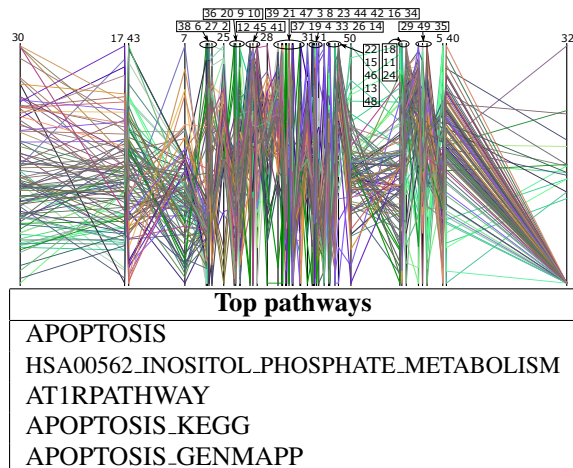 36 20 9 10 39 21 47 3 8 23 44 42 16 34
38 6 27 2 12 45 41 37 19 4 33 26 14 29 49 35
30 17 43 7 25 28 31 1 50 22 18 5 40 32
15 11
46 24
13
48
Top pathways
APOPTOSIS
HSA00562_INOSITOL_PHOSPHATE_METABOLISM
AT1RPATHWAY
APOPTOSIS_KEGG
APOPTOSIS_GENMAPP